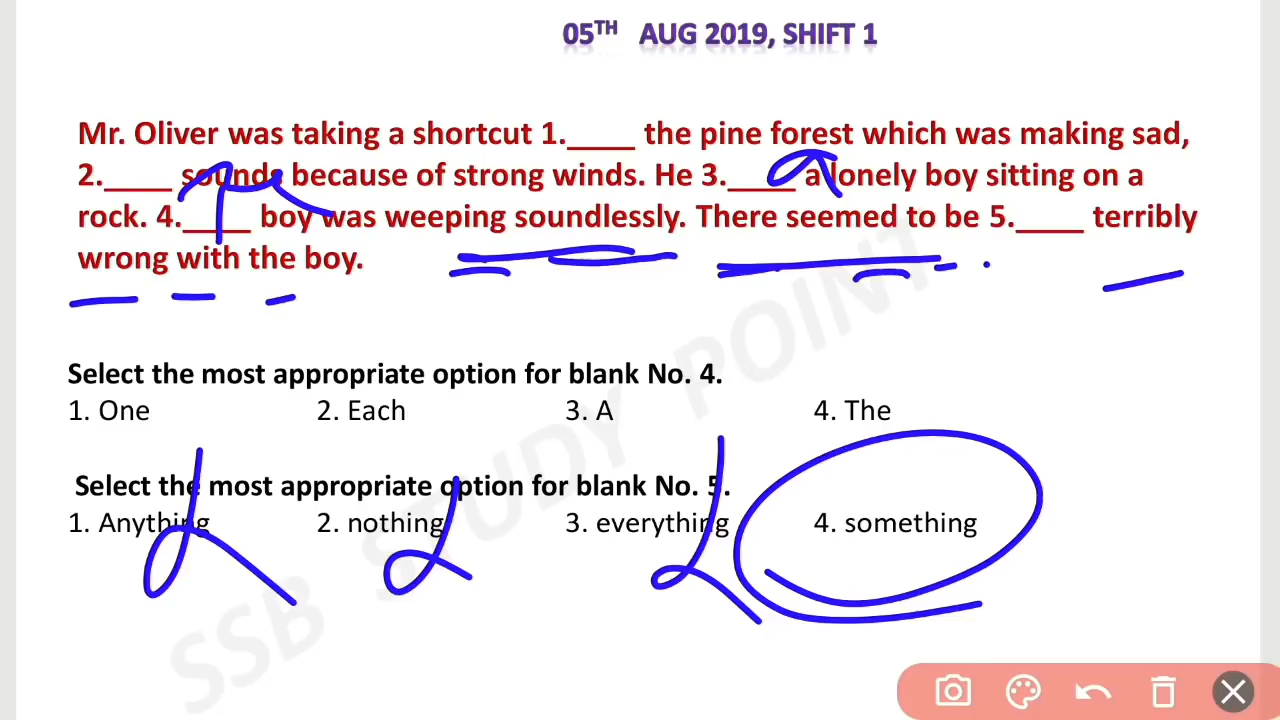 05TH AUG 2019, SHIFT 1
Mr. Oliver was taking a shortcut 1.____ the pine forest which was making sad,
2.____ sounds because of strong winds. He 3.____ a lonely boy sitting on a
rock. 4.____ boy was weeping soundlessly. There seemed to be 5.____ terribly
wrong with the boy.
Select the most appropriate option for blank No. 4.
1. One 2. Each 3. A 4. The
Select the most appropriate option for blank No. 5.
1. Anything 2. nothing 3. everything 4. something
SSB STUDY POINT